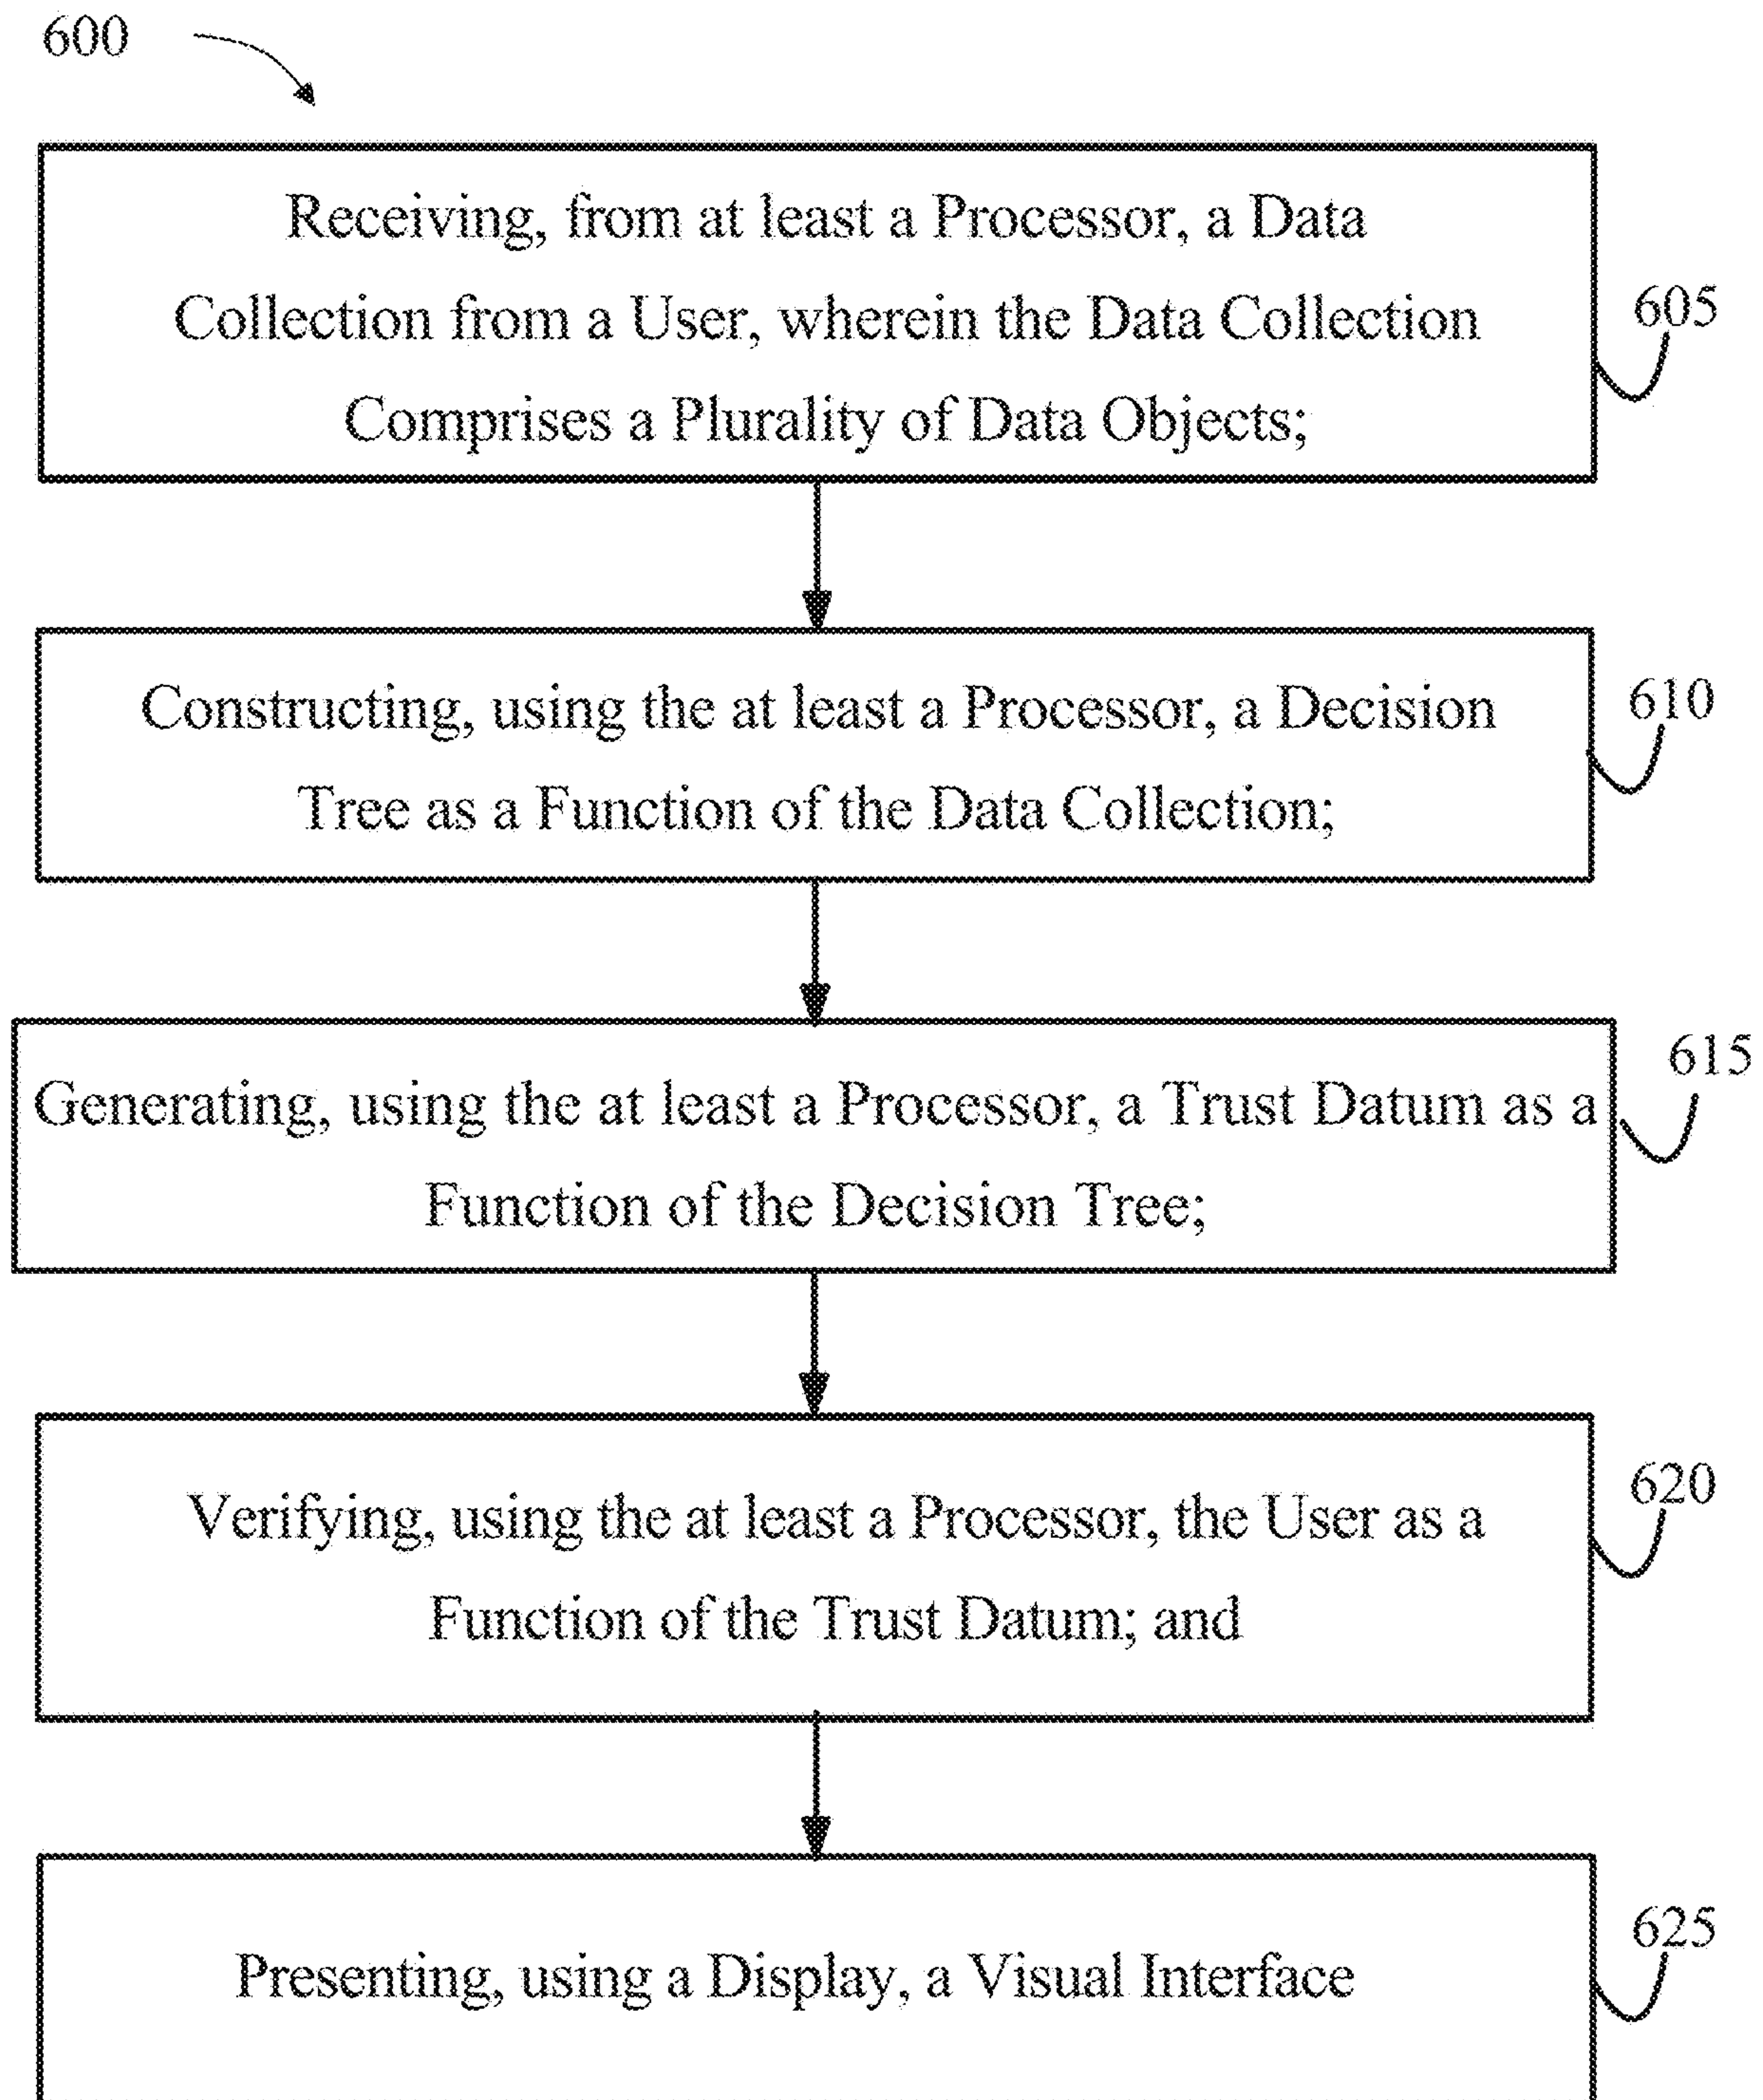 600
Receiving, from at least a Processor, a Data
Collection from a User, wherein the Data Collection
Comprises a Plurality of Data Objects;
605
Constructing, using the at least a Processor, a Decision
Tree as a Function of the Data Collection;
610
Generating, using the at least a Processor, a Trust Datum as a
Function of the Decision Tree;
615
Verifying, using the at least a Processor, the User as a
Function of the Trust Datum; and
620
Presenting, using a Display, a Visual Interface
625